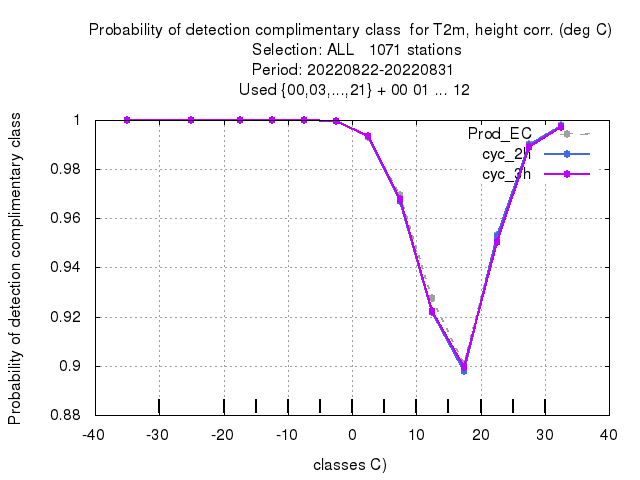 Probability of detection complimentary class  for T2m, height corr. (deg C)
Selection: ALL   1071 stations
Period: 20220822-20220831
Used {00,03,...,21} + 00 01 ... 12
Probability of detection complimentary class
1
0.98
0.96
0.94
0.92
0.9
0.88
Prod_EC
cyc_2h
cyc_3h
-40 -30 -20 -10 0 10 20 30 40
classes C)